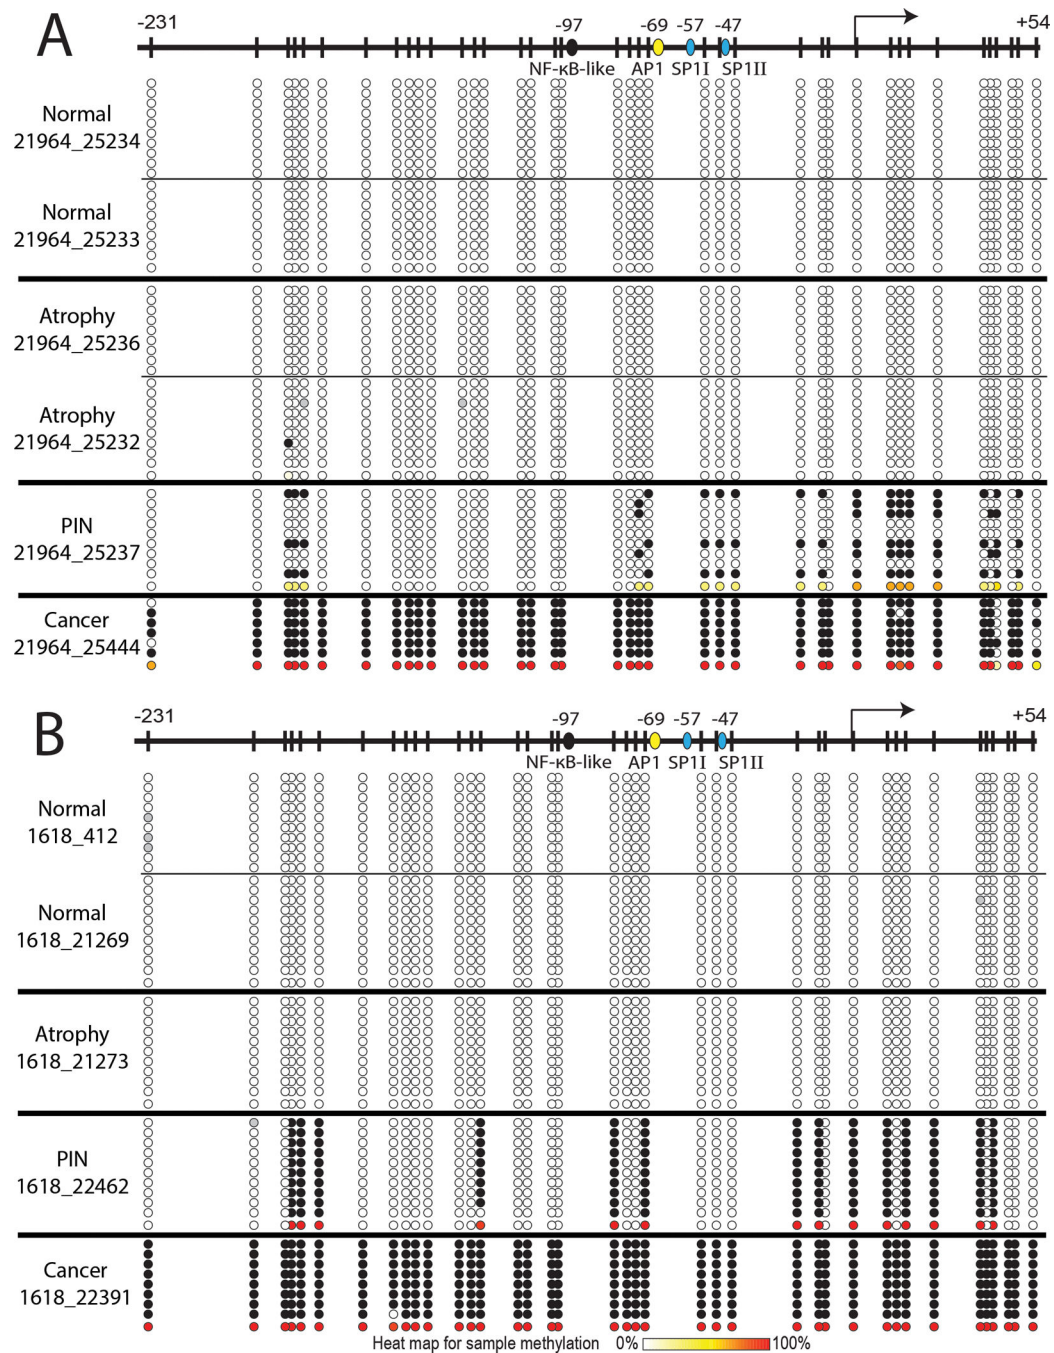 A
-231
-97
-69
-57
-47
+54
NF-κB-like
AP1
SP1I
SP1II
Normal
21964_25234
Normal
21964_25233
Atrophy
21964_25236
Atrophy
21964_25232
PIN
21964_25237
Cancer
21964_25444
B
-231
-97
-69
-57
-47
+54
NF-κB-like
AP1
SP1I
SP1II
Normal
1618_412
Normal
1618_21269
Atrophy
1618_21273
PIN
1618_22462
Cancer
1618_22391
Heat map for sample methylation 0% 100%